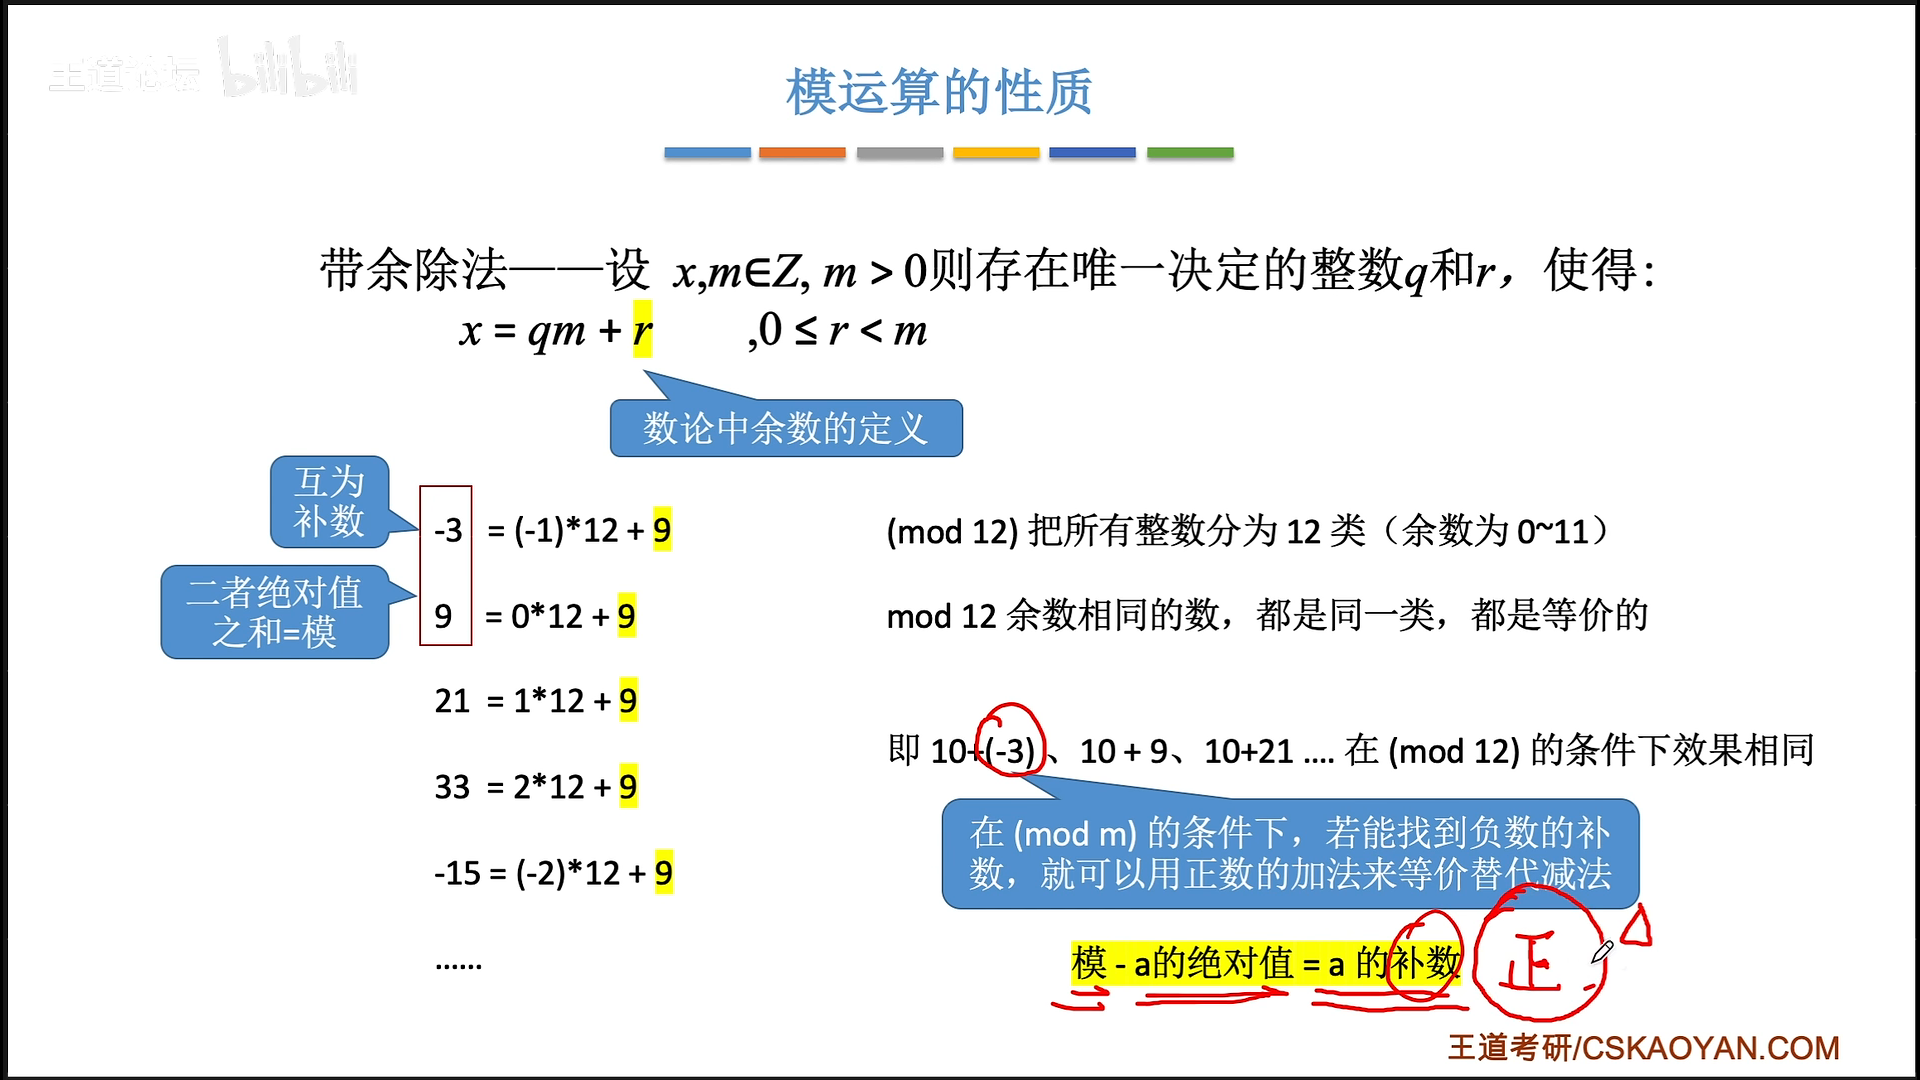 王道论坛 bilibili
模运算的性质
带余除法——设 x,m∈Z, m > 0则存在唯一决定的整数q和r，使得:
x = qm + r ,0 ≤ r < m
数论中余数的定义
互为
补数
二者绝对值
之和=模
-3 = (-1)*12 + 9
9 = 0*12 + 9
21 = 1*12 + 9
33 = 2*12 + 9
-15 = (-2)*12 + 9
......
(mod 12) 把所有整数分为 12 类（余数为 0~11）
mod 12 余数相同的数，都是同一类，都是等价的
即 10+(-3) 、10 + 9、10+21 .... 在 (mod 12) 的条件下效果相同
在 (mod m) 的条件下，若能找到负数的补
数，就可以用正数的加法来等价替代减法
模 - a的绝对值 = a 的补数
正
王道考研/CSKAOYAN.COM